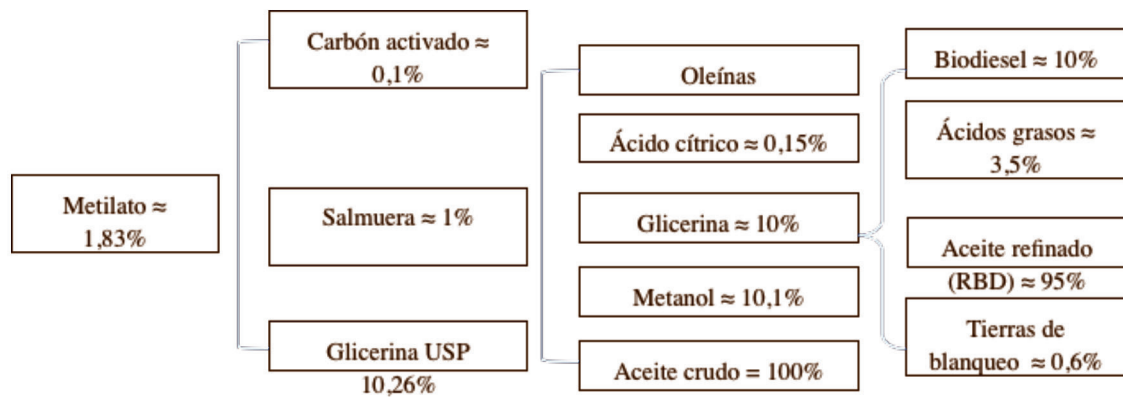 Metilato ≈
1,83%
Carbón activado ≈
0,1%
Salmuera ≈ 1%
Glicerina USP
10,26%
Oleínas
Ácido cítrico ≈ 0,15%
Glicerina ≈ 10%
Metanol ≈ 10,1%
Aceite crudo = 100%
Biodiesel ≈ 10%
Ácidos grasos ≈
3,5%
Aceite refinado
(RBD) ≈ 95%
Tierras de
blanqueo ≈ 0,6%